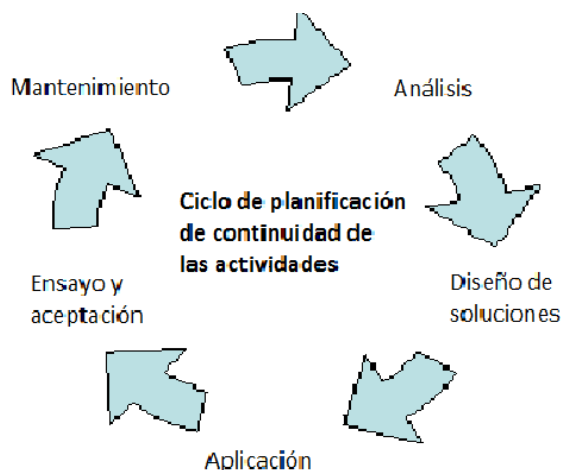 Mantenimiento
Análisis
Ciclo de planificación
de continuidad de
las actividades
Diseño de
soluciones
Aplicación
Ensayo y
aceptación